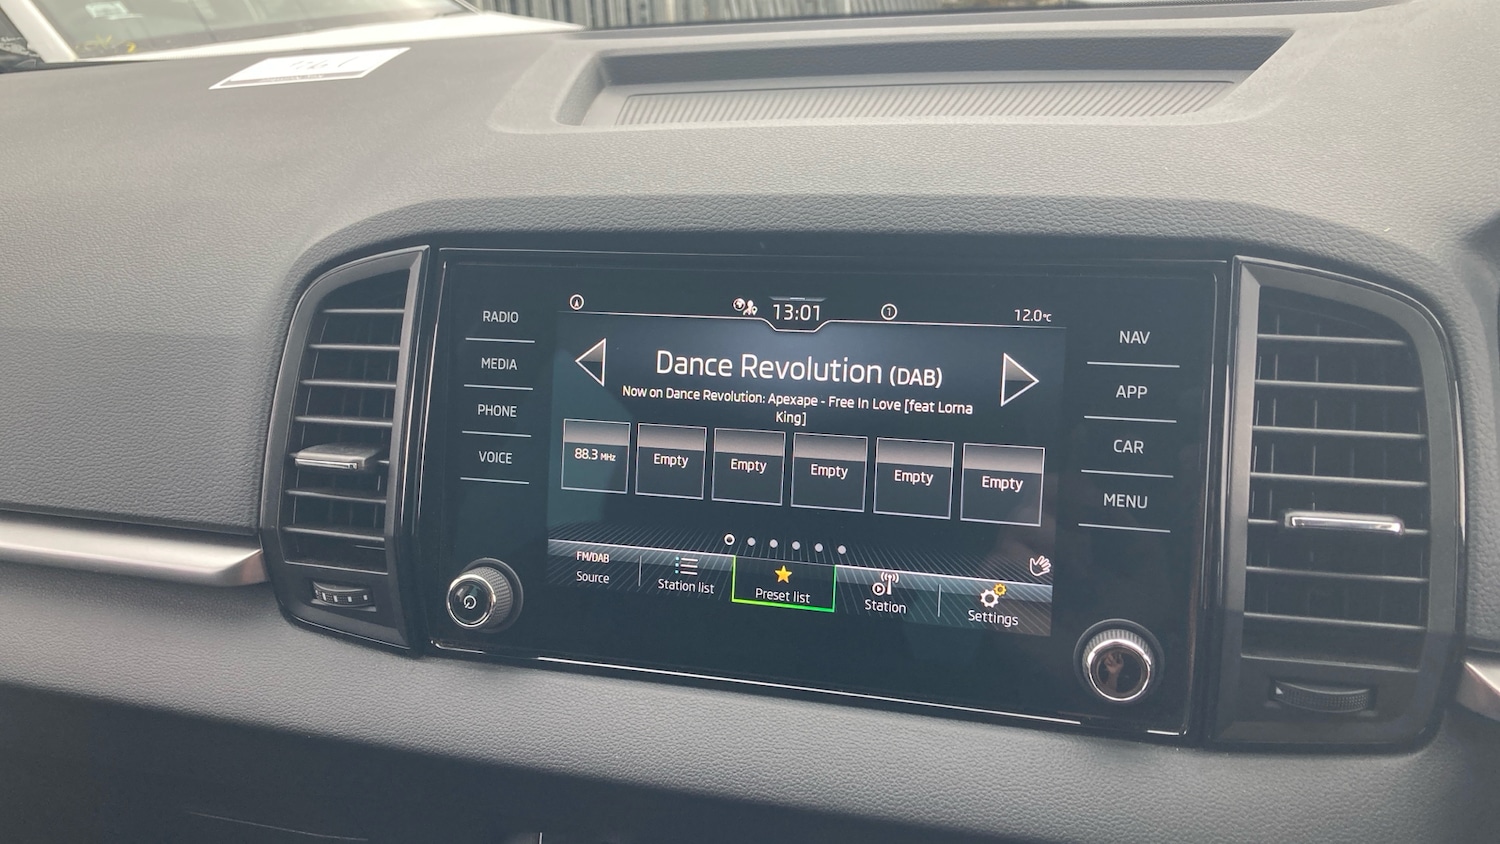 13:01
12.0°C
RADIO
MEDIA
PHONE
VOICE
Dance Revolution (DAB)
Now on Dance Revolution: Apexape - Free In Love [feat Lorna
King]
88.3 MHz
Empty
Empty
Empty
Empty
Empty
FM/DAB
Source
Station list
Preset list
Station
Settings
NAV
APP
CAR
MENU